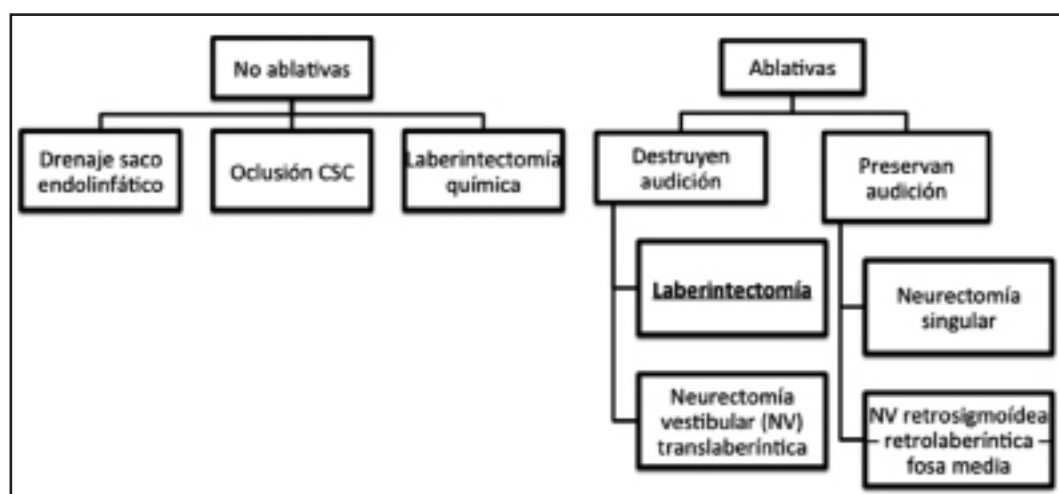 No ablativas
Drenaje saco
endolinfático
Oclusión CSC
Laberintectomía
química
Ablativas
Destruyen
audición
Laberintectomía
Neurectomía
vestibular (NV)
translaberíntica
Preservan
audición
Neurectomía
singular
NV retrosigmoídea
– retrolaberíntica –
fosa media